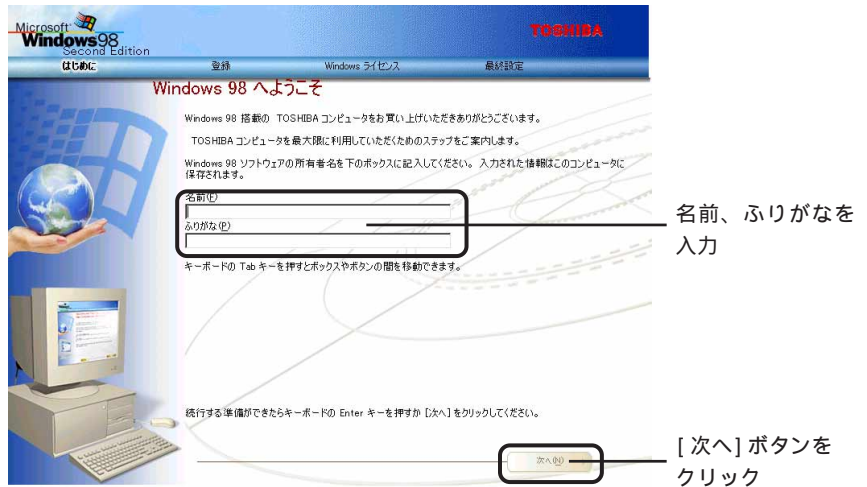 Microsoft
Windows98
Second Edition
TOSHIBA
はじめに 登録 Windows ライセンス 最終設定
Windows 98 へようこそ
Windows 98 搭載の TOSHIBA コンピュータをお買い上げいただきありがとうございます。
TOSHIBA コンピュータを最大限に利用していただくためのステップをご案内します。
Windows 98 ソフトウェアの所有者名を下のボックスに記入してください。 入力された情報はこのコンピュータに
保存されます。
名前(F)
ふりがな(P)
名前、ふりがなを
入力
キーボードの Tab キーを押すとボックスやボタンの間を移動できます。
続行する準備ができたらキーボードの Enter キーを押すか [次へ] をクリックしてください。
次へ(N)
[ 次へ] ボタンを
クリック